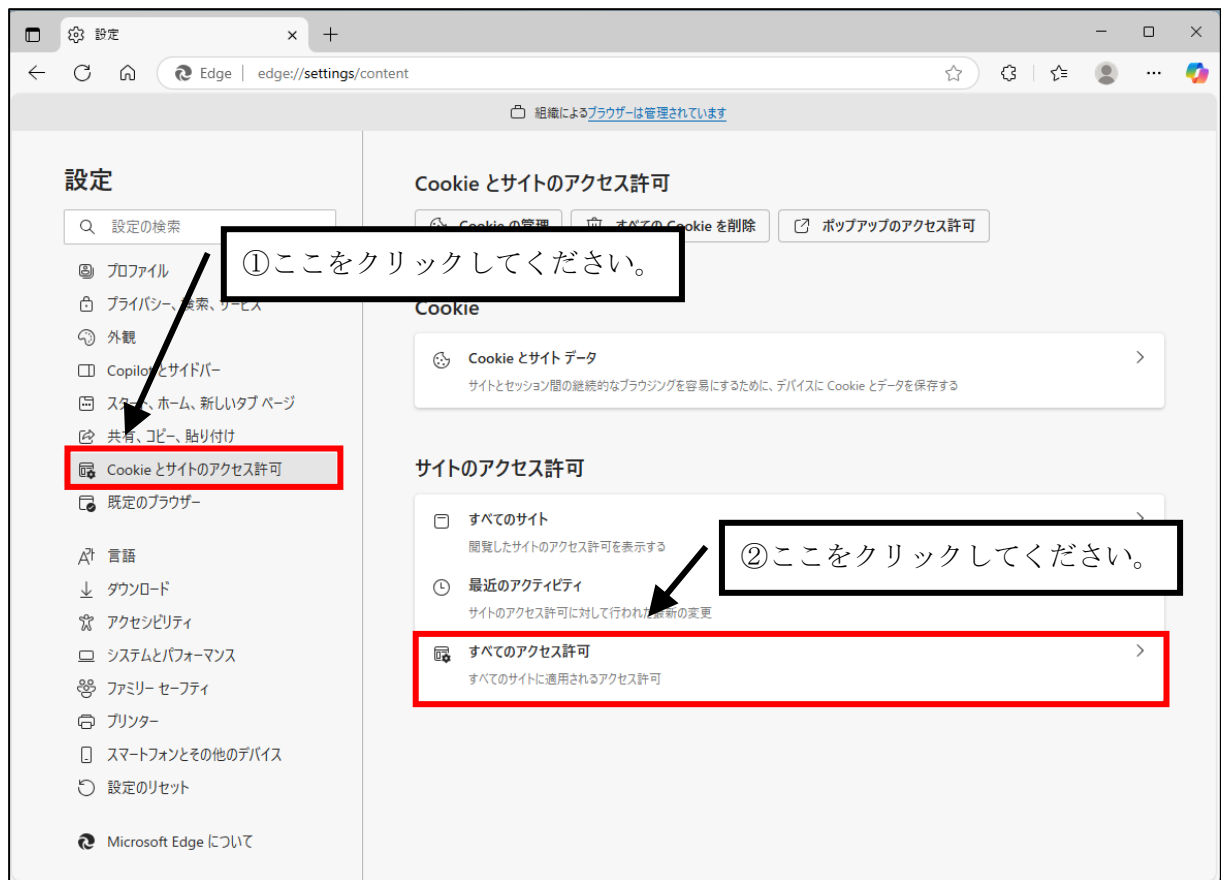 設定
Edge
edge://settings/content
組織によるブラウザーは管理されています
設定
設定の検索
①ここをクリックしてください。
プロファイル
プライバシー、検索、サービス
外観
Copilot とサイドバー
スタート、ホーム、新しいタブ ページ
共有、コピー、貼り付け
Cookie とサイトのアクセス許可
既定のブラウザー
言語
ダウンロード
アクセシビリティ
システムとパフォーマンス
ファミリー セーフティ
プリンター
スマートフォンとその他のデバイス
設定のリセット
Microsoft Edge について
Cookie とサイトのアクセス許可
Cookie の管理
すべての Cookie を削除
ポップアップのアクセス許可
Cookie
Cookie とサイト データ
サイトとセッション間の継続的なブラウジングを容易にするために、デバイスに Cookie とデータを保存する
サイトのアクセス許可
すべてのサイト
閲覧したサイトのアクセス許可を表示する
②ここをクリックしてください。
最近のアクティビティ
サイトのアクセス許可に対して行われた最新の変更
すべてのアクセス許可
すべてのサイトに適用されるアクセス許可